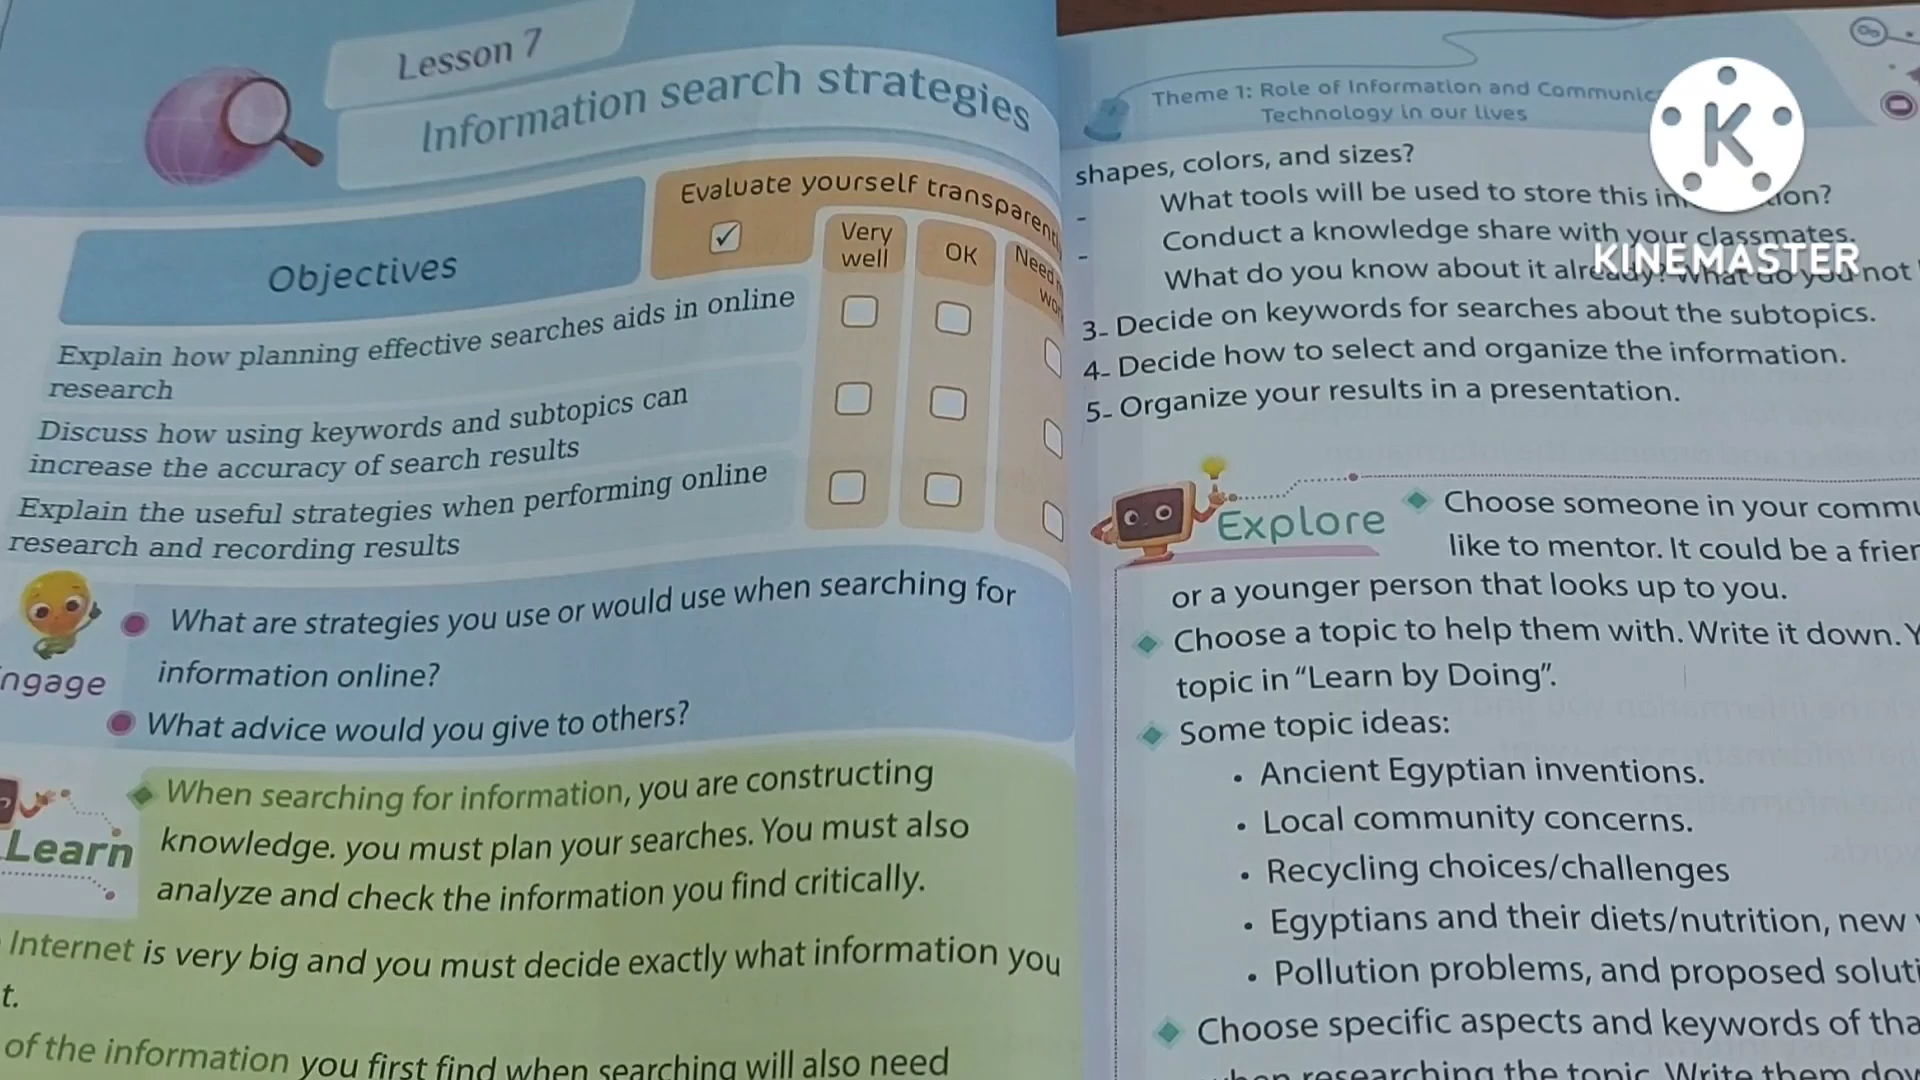 Lesson 7
Information search strategies
Objectives
Evaluate yourself
Very well
OK
Need
Explain how planning effective searches aids in online
research
Discuss how using keywords and subtopics can
increase the accuracy of search results
Explain the useful strategies when performing online
research and recording results
What are strategies you use or would use when searching for
information online?
What advice would you give to others?
Learn
When searching for information, you are constructing
knowledge. you must plan your searches. You must also
analyze and check the information you find critically.
Internet is very big and you must decide exactly what information you
of the information you first find when searching will also need
Theme 1: Role of Information and
Technology in our lives
shapes, colors, and sizes?
- What tools will be used to store this
- Conduct a knowledge share with your classmates.
What do you know about it already? What do you not
3- Decide on keywords for searches about the subtopics.
4- Decide how to select and organize the information.
5- Organize your results in a presentation.
Explore
Choose someone in your
like to mentor. It could be a
or a younger person that looks up to you.
Choose a topic to help them with. Write it down.
topic in “Learn by Doing”.
Some topic ideas:
• Ancient Egyptian inventions.
• Local community concerns.
• Recycling choices/challenges
• Egyptians and their diets/nutrition, new
• Pollution problems, and proposed
Choose specific aspects and keywords of
researching the topic. Write them
K
KINEMASTER